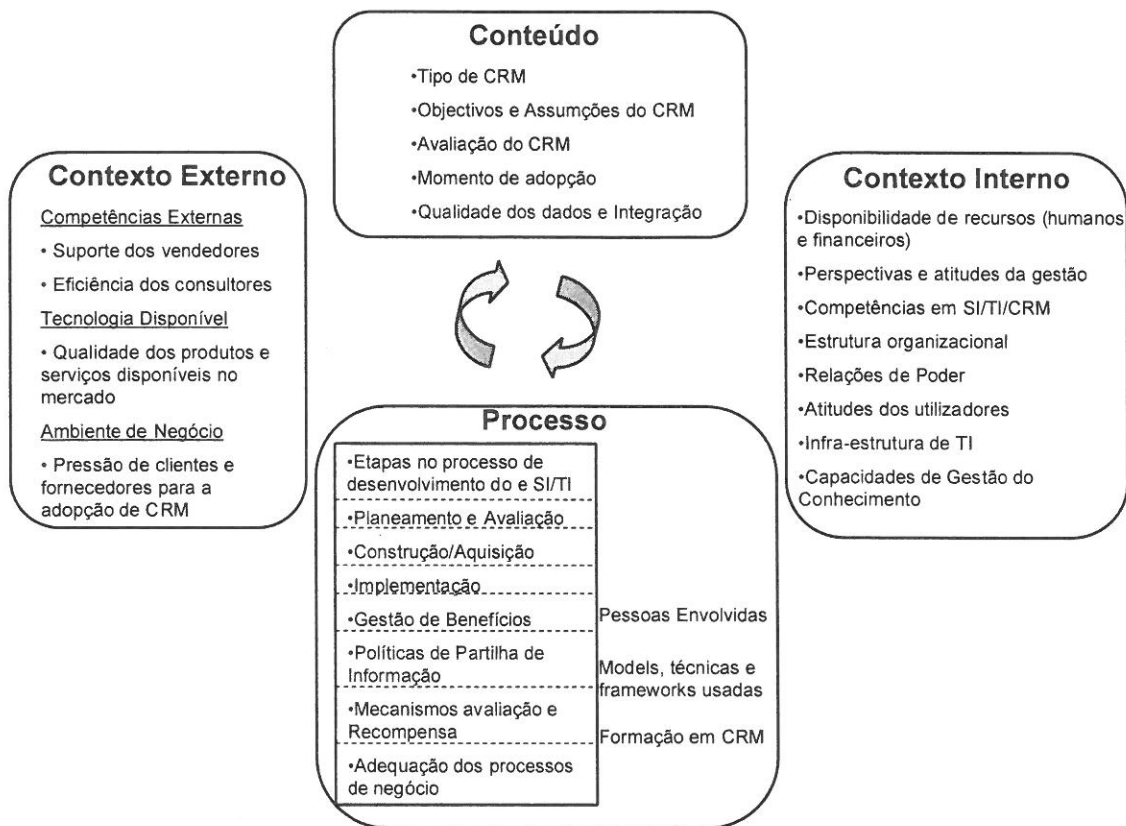 Conteúdo
•Tipo de CRM
•Objectivos e Assumções do CRM
•Avaliação do CRM
•Momento de adopção
•Qualidade dos dados e Integração
Contexto Externo
Competências Externas
• Suporte dos vendedores
• Eficiência dos consultores
Tecnologia Disponível
• Qualidade dos produtos e
serviços disponíveis no
mercado
Ambiente de Negócio
• Pressão de clientes e
fornecedores para a
adopção de CRM
Contexto Interno
•Disponibilidade de recursos (humanos
e financeiros)
•Perspectivas e atitudes da gestão
•Competências em SI/TI/CRM
•Estrutura organizacional
•Relações de Poder
•Atitudes dos utilizadores
•Infra-estrutura de TI
•Capacidades de Gestão do
Conhecimento
Processo
•Etapas no processo de
desenvolvimento do e SI/TI
•Planeamento e Avaliação
•Construção/Aquisição
•Implementação
•Gestão de Benefícios
•Políticas de Partilha de
Informação
•Mecanismos avaliação e
Recompensa
•Adequação dos processos
de negócio
Pessoas Envolvidas
Models, técnicas e
frameworks usadas
Formação em CRM